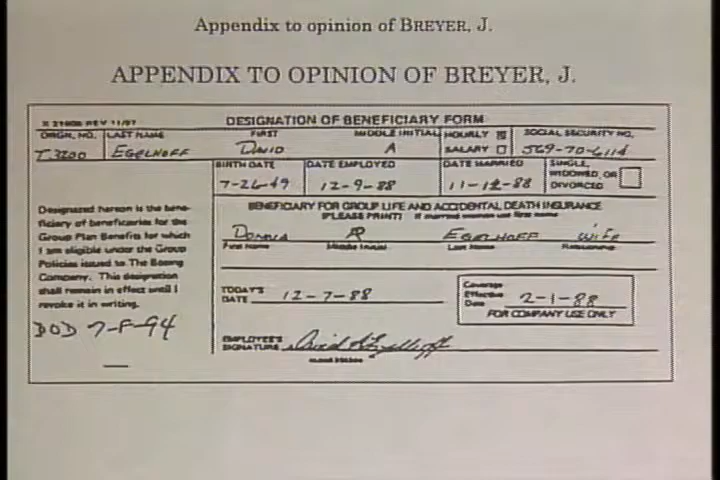 Appendix to opinion of BREYER, J.
APPENDIX TO OPINION OF BREYER, J.
REV 11/87 DESIGNATION OF BENEFICIARY FORM
ORGN. NO. LAST NAME FIRST MIDDLE INITIAL HOURLY SOCIAL SECURITY NO.
T.3200 EGELHOFF DAVID A SALARY 569-70-6114
BIRTH DATE DATE EMPLOYED DATE MARRIED SINGLE, WIDOWED, OR DIVORCED
7-26-49 12-9-88 11-12-88
Designated hereon is the bene-
ficiary of beneficiaries for the
Group Plan Benefits for which
I am eligible under the Group
Policies issued to The Boeing
Company. This designation
shall remain in effect until I
revoke it in writing.
DOD 7-8-94
BENEFICIARY FOR GROUP LIFE AND ACCIDENTAL DEATH INSURANCE
(PLEASE PRINT) If married woman use first name
DONNA R EGELHOFF WIFE
First Name Middle Initial Last Name Relationship
TODAY'S DATE 12-7-88
Coverage Effective Date 2-1-88
FOR COMPANY USE ONLY
EMPLOYEE'S SIGNATURE David A Egelhoff